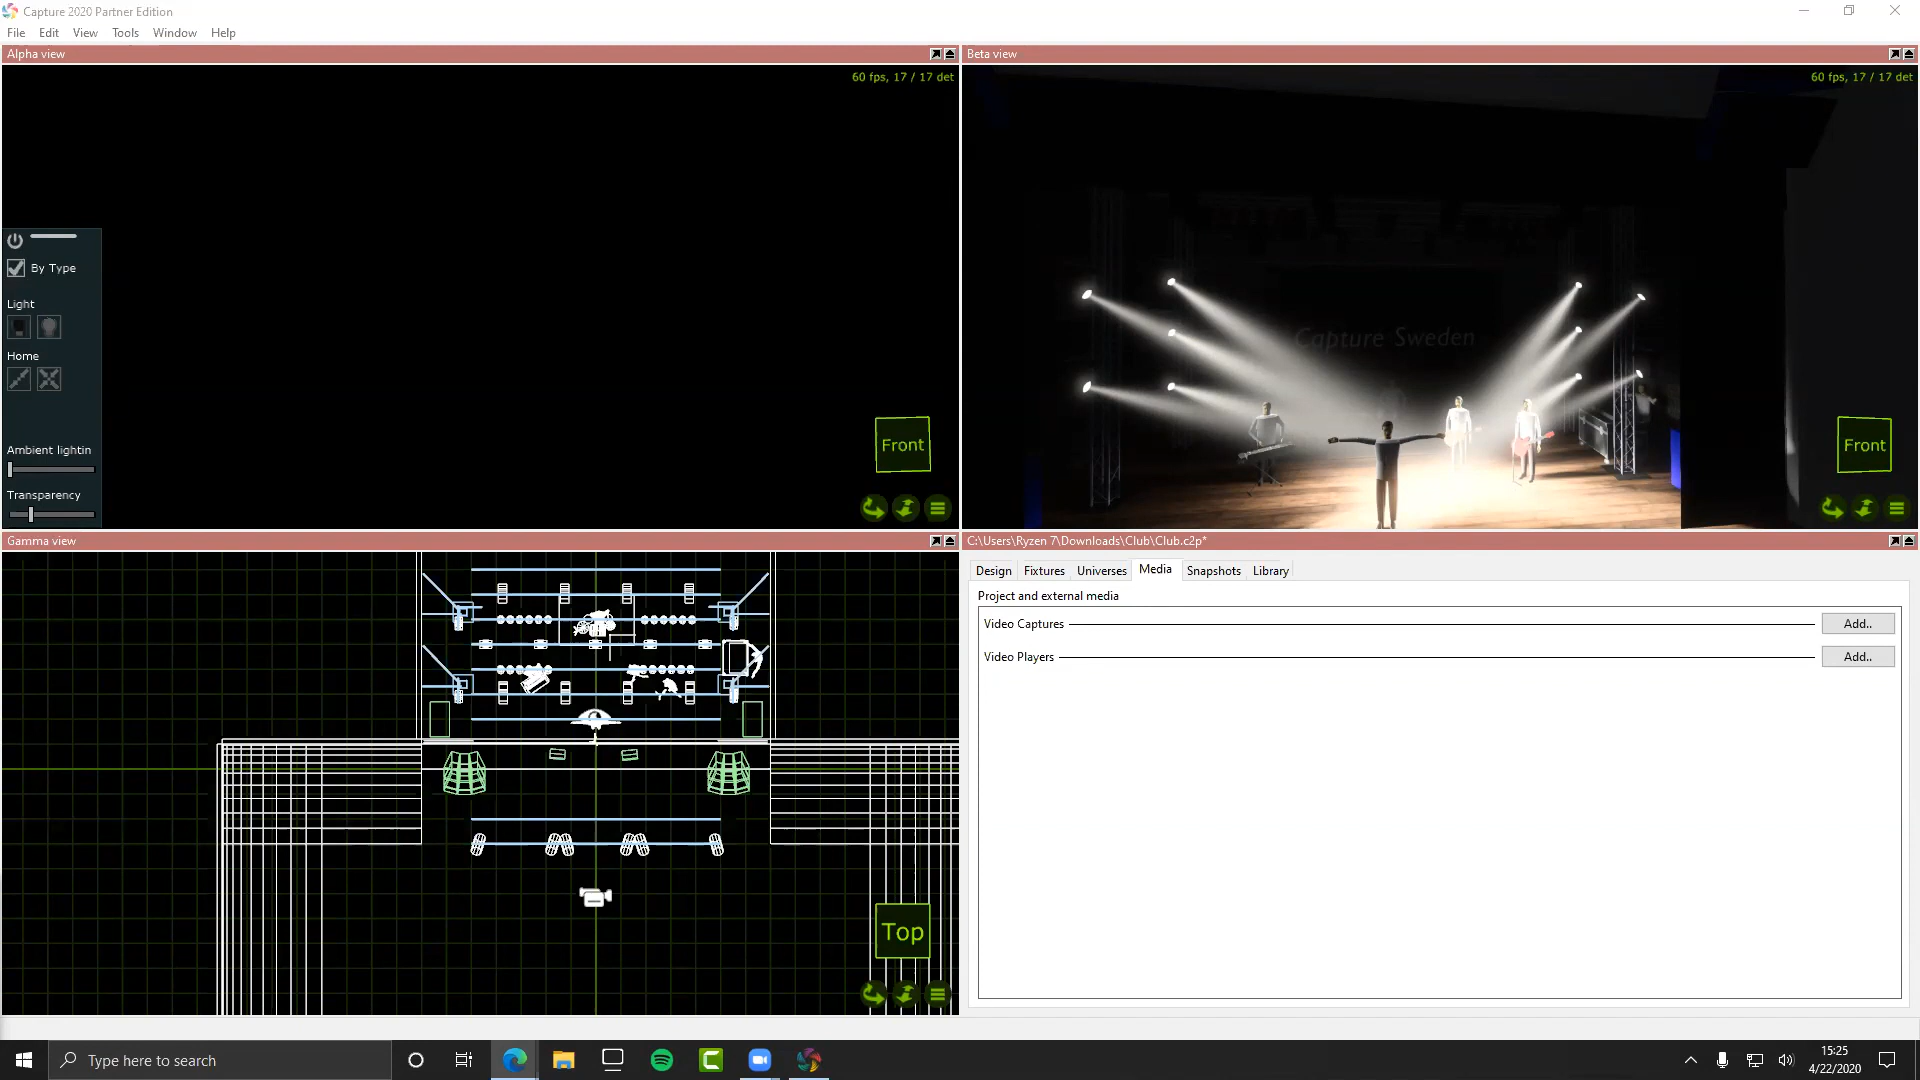 Capture 2020 Partner Edition
File Edit View Tools Window Help
Alpha view
60 fps, 17 / 17 det
By Type
Light
Home
Ambient lightin
Transparency
Front
Beta view
60 fps, 17 / 17 det
Capture Sweden
Front
Gamma view
Top
C:\Users\Ryzen 7\Downloads\Club\Club.c2p*
Design Fixtures Universes Media Snapshots Library
Project and external media
Video Captures Add..
Video Players Add..
Type here to search
15:25
4/22/2020